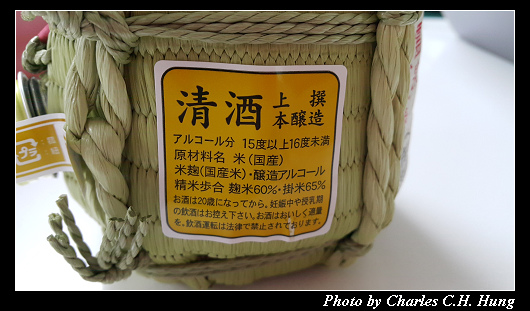 清酒 上撰
本醸造
アルコール分 15度以上16度未満
原材料名 米(国産)
米麹(国産米)・醸造アルコール
精米歩合 麹米60%・掛米65%
お酒は20歳になってから。妊娠中や授乳期
の飲酒はお控え下さい。お酒はおいしく適量
を。飲酒運転は法律で禁止されております。
Photo by Charles C.H. Hung